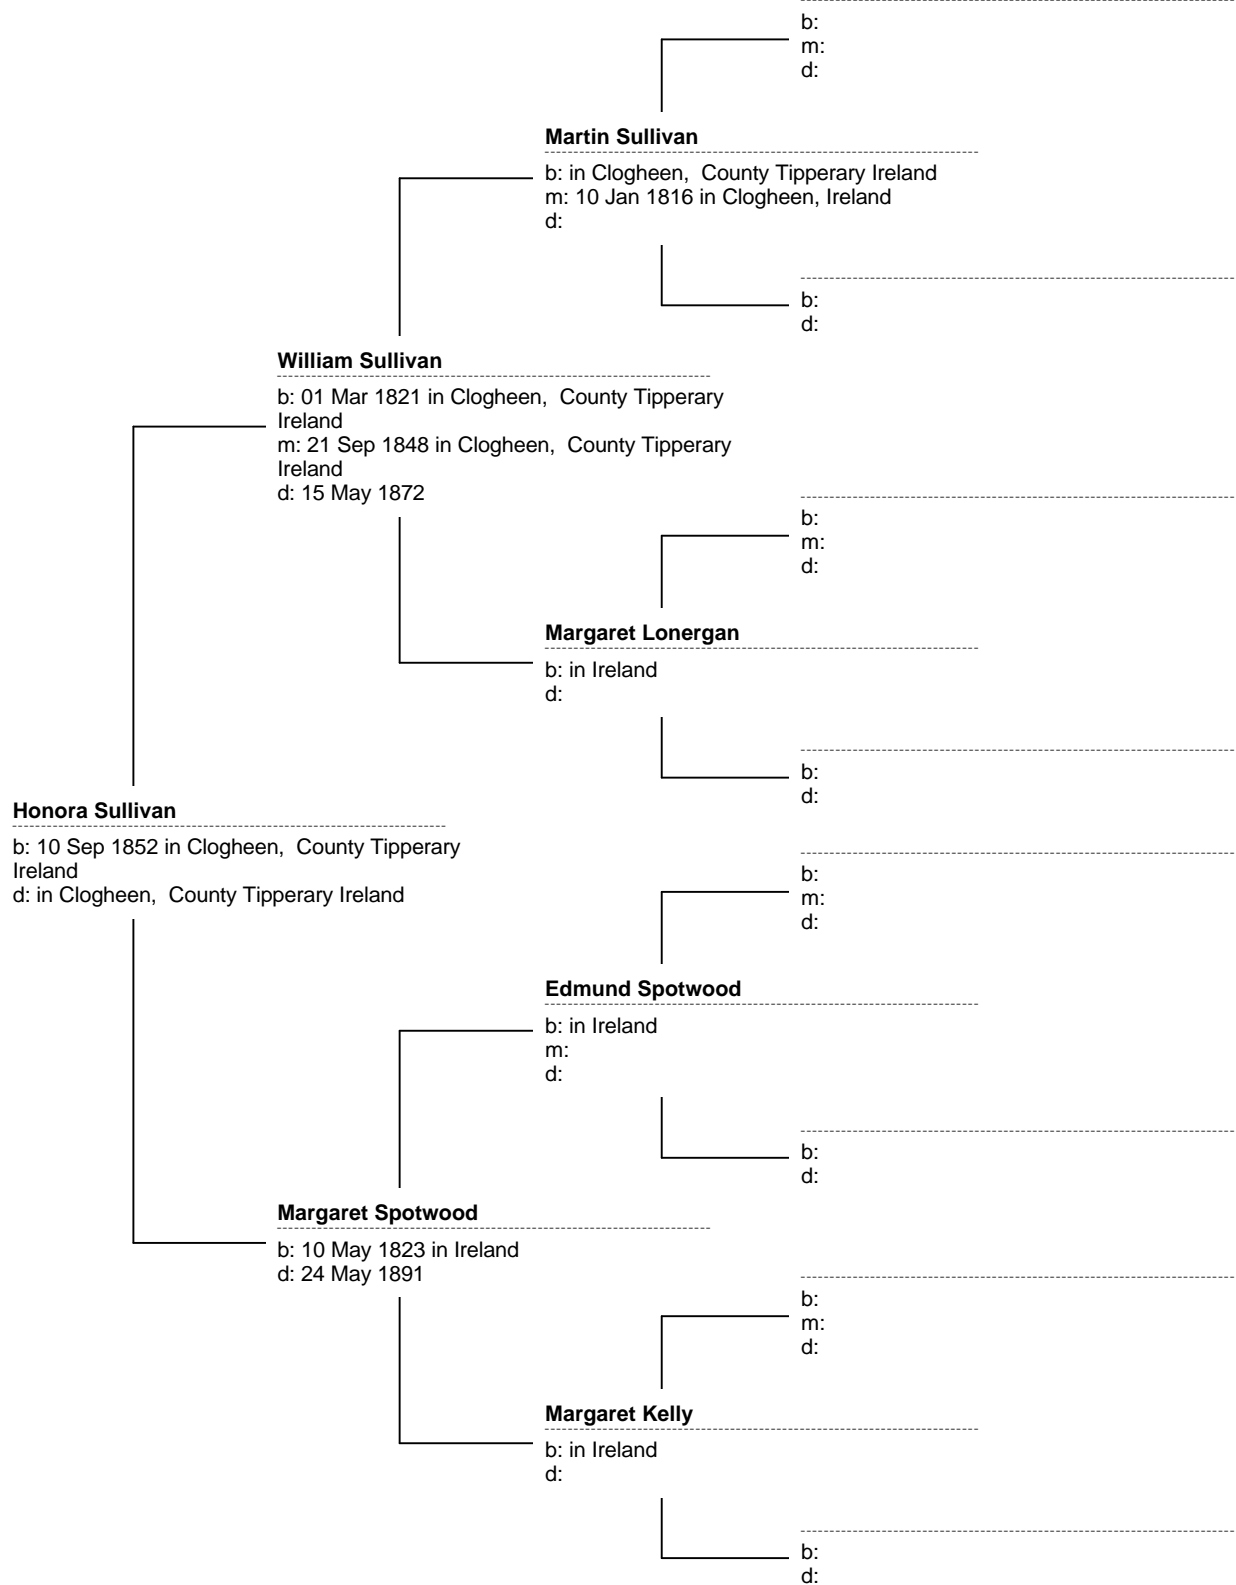 b:
m:
d:
Martin Sullivan
b: in Clogheen,  County Tipperary Ireland
m: 10 Jan 1816 in Clogheen, Ireland
d:
b:
d:
William Sullivan
b: 01 Mar 1821 in Clogheen,  County Tipperary
Ireland
m: 21 Sep 1848 in Clogheen,  County Tipperary
Ireland
d: 15 May 1872
b:
m:
d:
Margaret Lonergan
b: in Ireland
d:
b:
d:
Honora Sullivan
b: 10 Sep 1852 in Clogheen,  County Tipperary
Ireland
d: in Clogheen,  County Tipperary Ireland
b:
m:
d:
Edmund Spotwood
b: in Ireland
m:
d:
b:
d:
Margaret Spotwood
b: 10 May 1823 in Ireland
d: 24 May 1891
b:
m:
d:
Margaret Kelly
b: in Ireland
d:
b:
d: